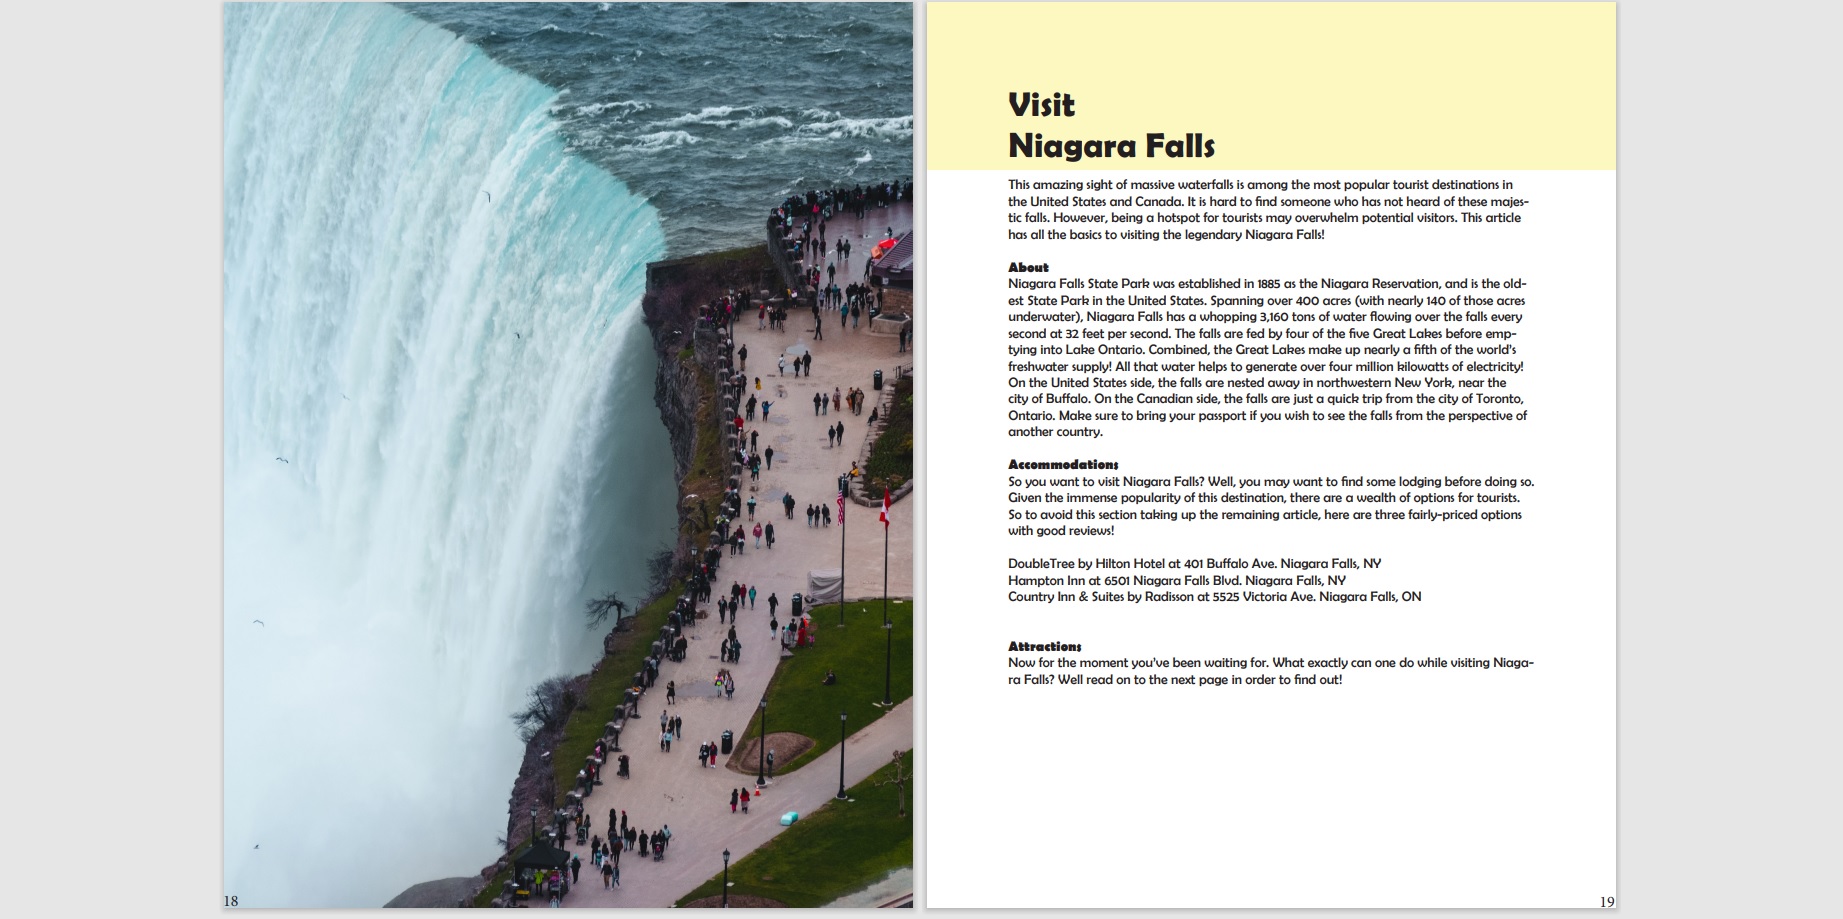 Visit
Niagara Falls
This amazing sight of massive waterfalls is among the most popular tourist destinations in
the United States and Canada. It is hard to find someone who has not heard of these majes-
tic falls. However, being a hotspot for tourists may overwhelm potential visitors. This article
has all the basics to visiting the legendary Niagara Falls!
About
Niagara Falls State Park was established in 1885 as the Niagara Reservation, and is the old-
est State Park in the United States. Spanning over 400 acres (with nearly 140 of those acres
underwater), Niagara Falls has a whopping 3,160 tons of water flowing over the falls every
second at 32 feet per second. The falls are fed by four of the five Great Lakes before emp-
tying into Lake Ontario. Combined, the Great Lakes make up nearly a fifth of the world's
freshwater supply! All that water helps to generate over four million kilowatts of electricity!
On the United States side, the falls are nested away in northwestern New York, near the
city of Buffalo. On the Canadian side, the falls are just a quick trip from the city of Toronto,
Ontario. Make sure to bring your passport if you wish to see the falls from the perspective of
another country.
Accommodations
So you want to visit Niagara Falls? Well, you may want to find some lodging before doing so.
Given the immense popularity of this destination, there are a wealth of options for tourists.
So to avoid this section taking up the remaining article, here are three fairly-priced options
with good reviews!
DoubleTree by Hilton Hotel at 401 Buffalo Ave. Niagara Falls, NY
Hampton Inn at 6501 Niagara Falls Blvd. Niagara Falls, NY
Country Inn & Suites by Radisson at 5525 Victoria Ave. Niagara Falls, ON
Attractions
Now for the moment you've been waiting for. What exactly can one do while visiting Niaga-
ra Falls? Well read on to the next page in order to find out!
18
19